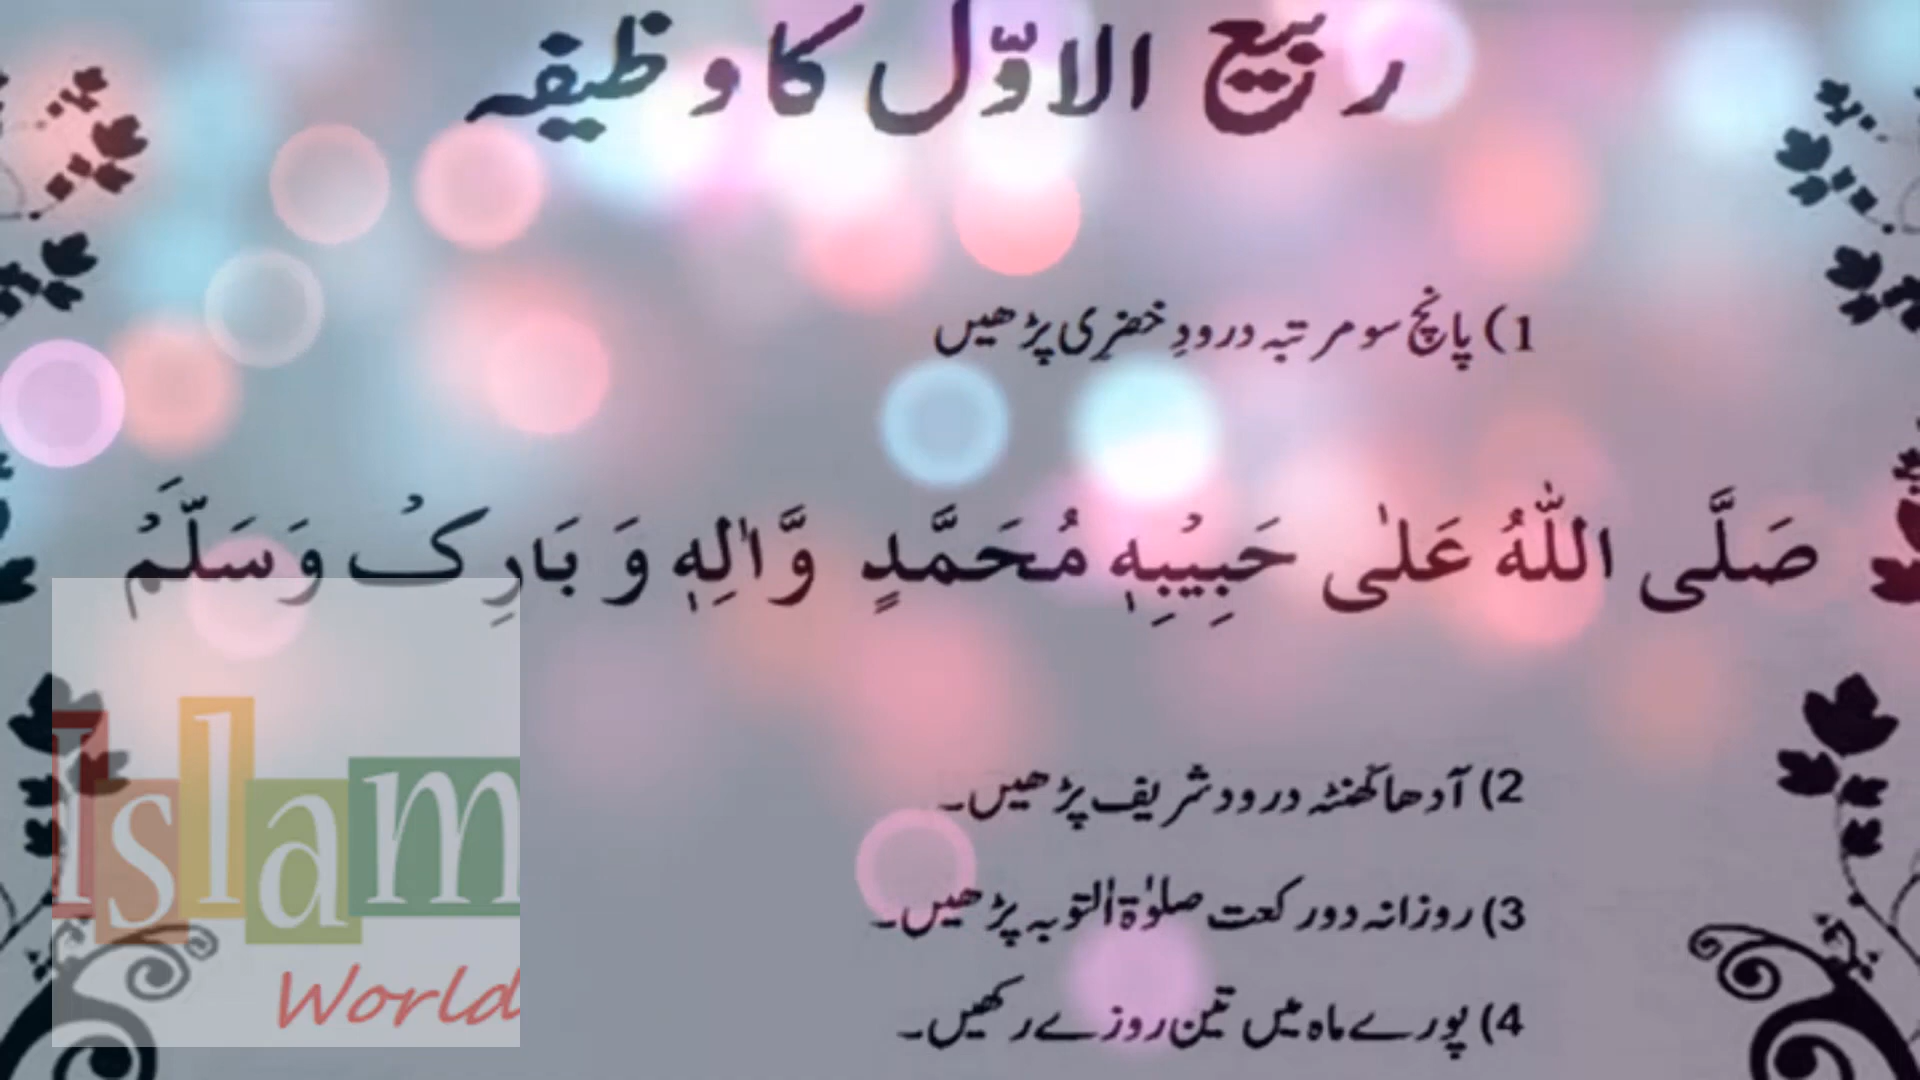 ربیع الاوّل کا وظیفہ
1) پانچ سو مرتبہ درودِ خضرِی پڑھیں
صَلَّی اللّٰهُ عَلٰی حَبِیْبِهٖ مُحَمَّدٍ وَّاٰلِهٖ وَ بَارِکْ وَسَلَّمْ
2) آدھا گھنٹہ درود شریف پڑھیں۔
3) روزانہ دو رکعت صلوٰۃ التوبہ پڑھیں۔
4) پورے ماہ میں تین روزے رکھیں۔
Islam
World